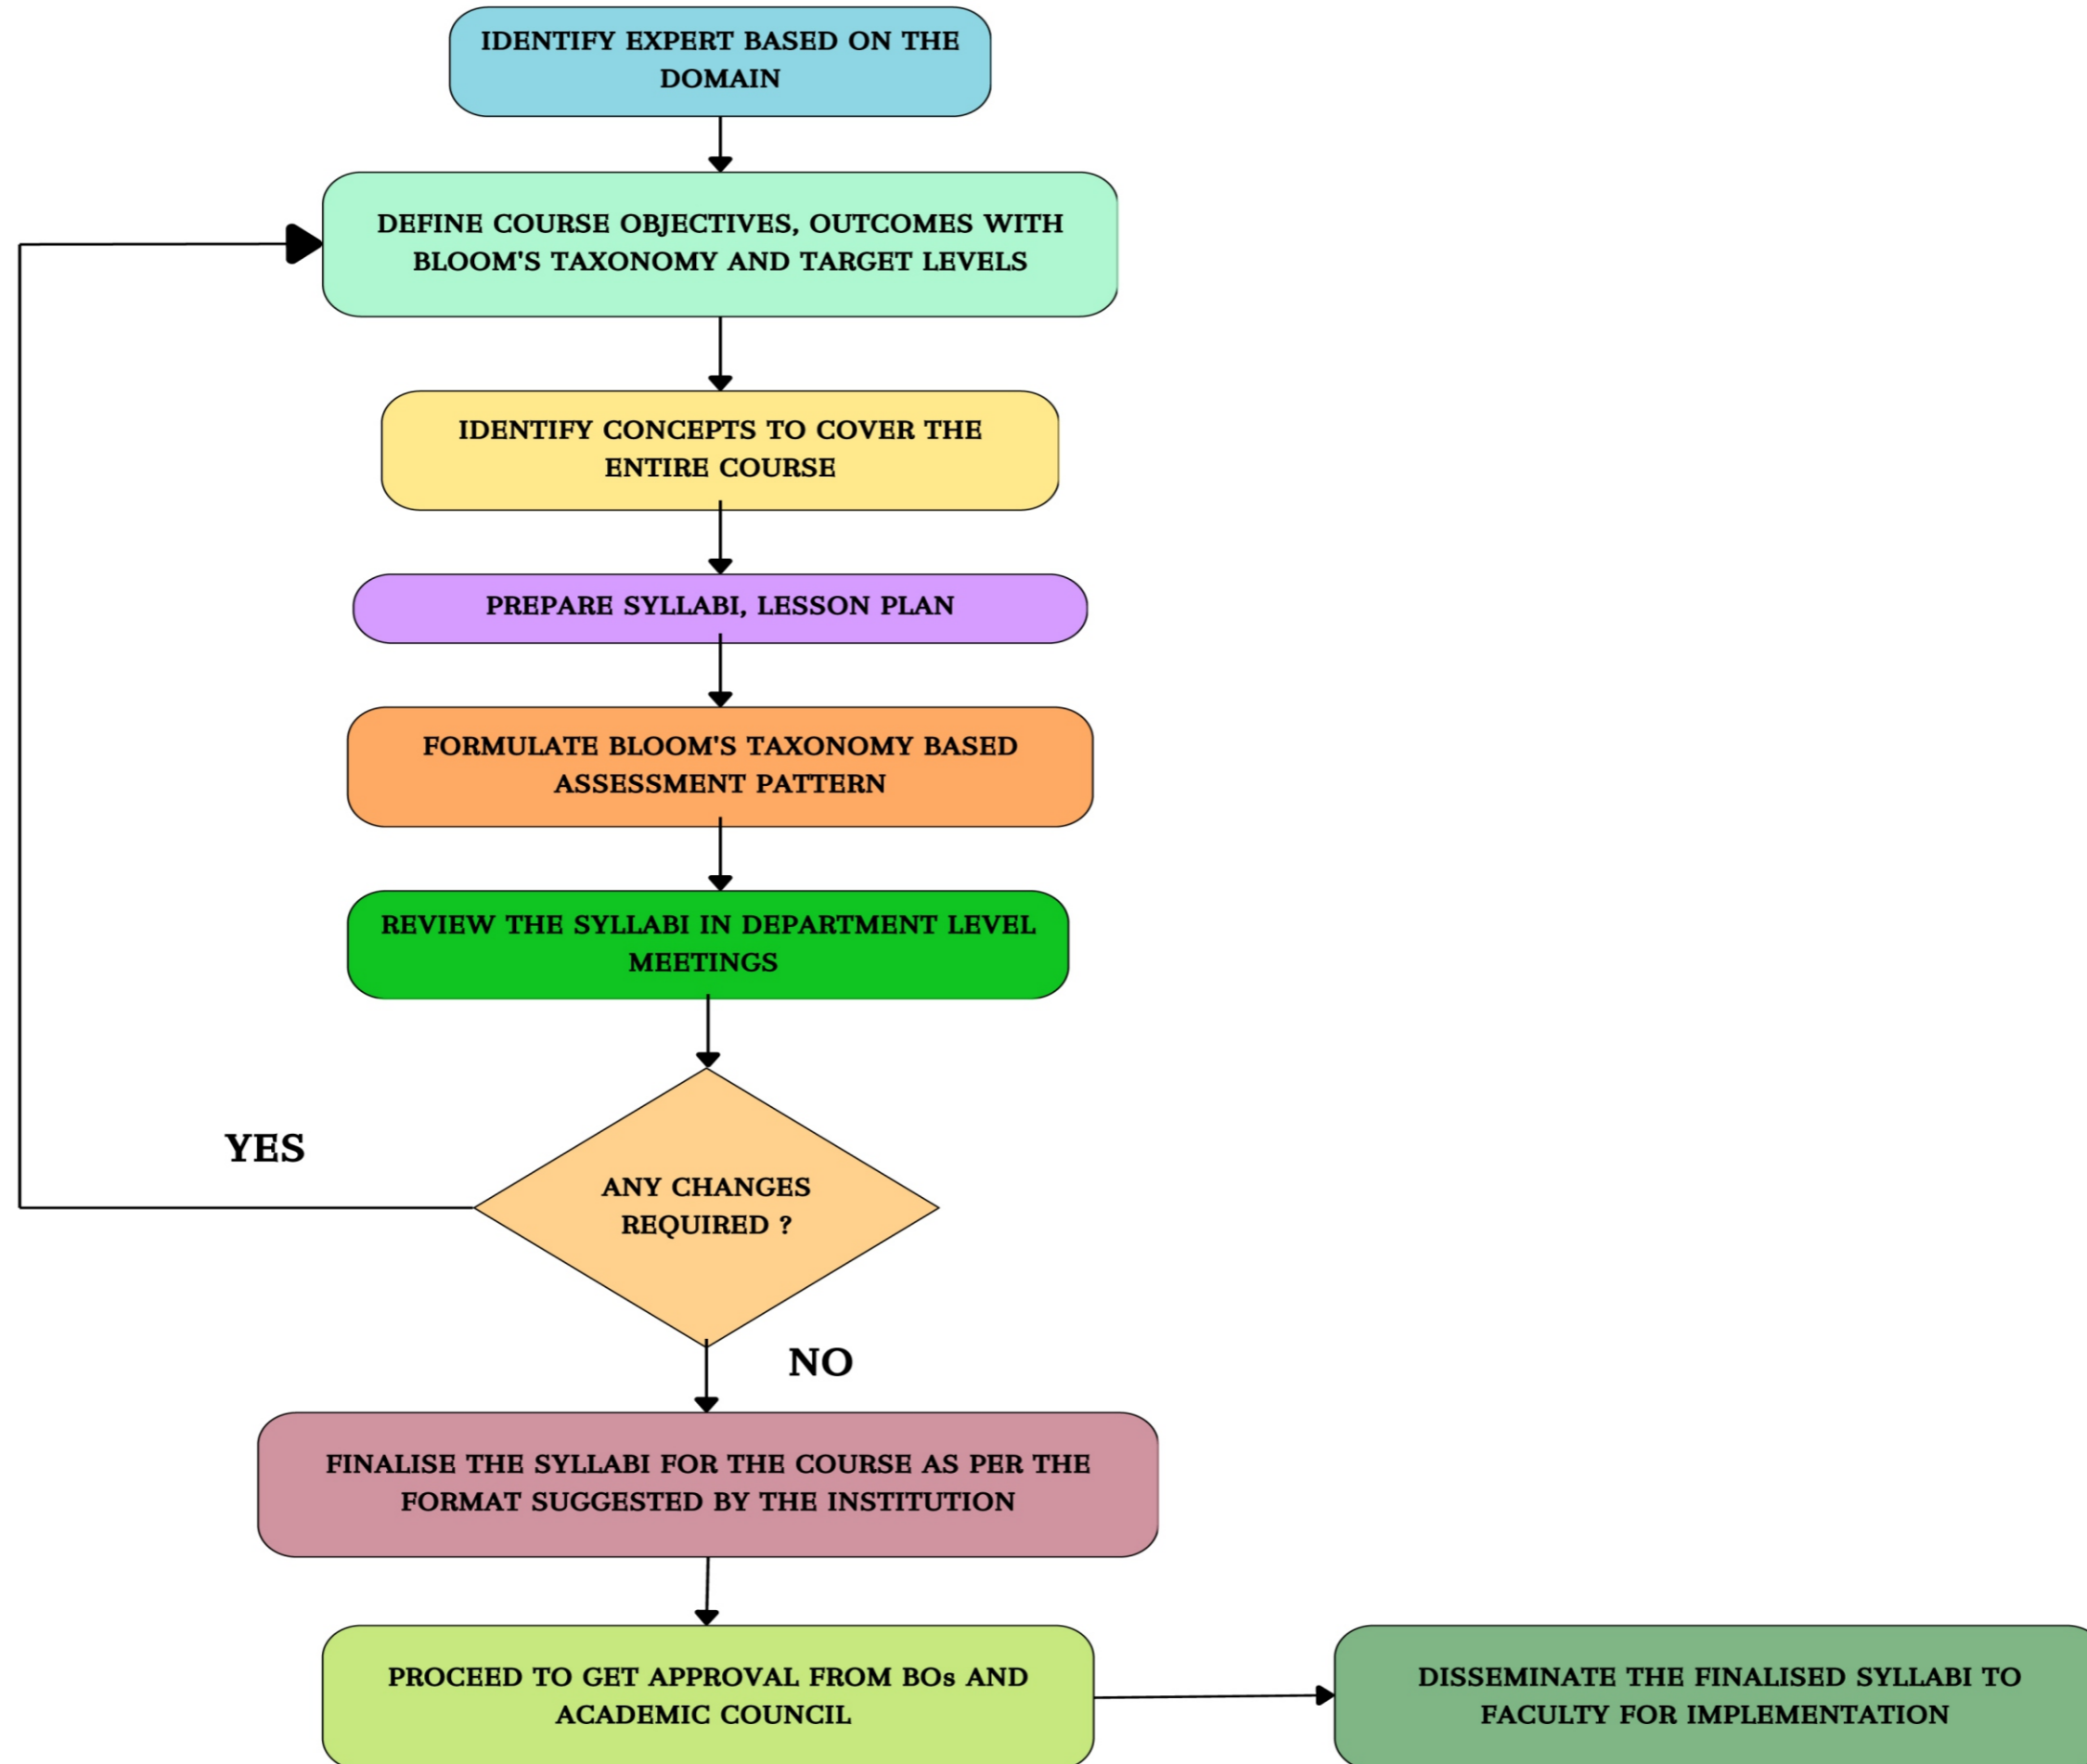 IDENTIFY EXPERT BASED ON THE
DOMAIN
DEFINE COURSE OBJECTIVES, OUTCOMES WITH
BLOOM'S TAXONOMY AND TARGET LEVELS
IDENTIFY CONCEPTS TO COVER THE
ENTIRE COURSE
PREPARE SYLLABI, LESSON PLAN
FORMULATE BLOOM'S TAXONOMY BASED
ASSESSMENT PATTERN
REVIEW THE SYLLABI IN DEPARTMENT LEVEL
MEETINGS
YES
ANY CHANGES
REQUIRED ?
NO
FINALISE THE SYLLABI FOR THE COURSE AS PER THE
FORMAT SUGGESTED BY THE INSTITUTION
PROCEED TO GET APPROVAL FROM BOs AND
ACADEMIC COUNCIL
DISSEMINATE THE FINALISED SYLLABI TO
FACULTY FOR IMPLEMENTATION